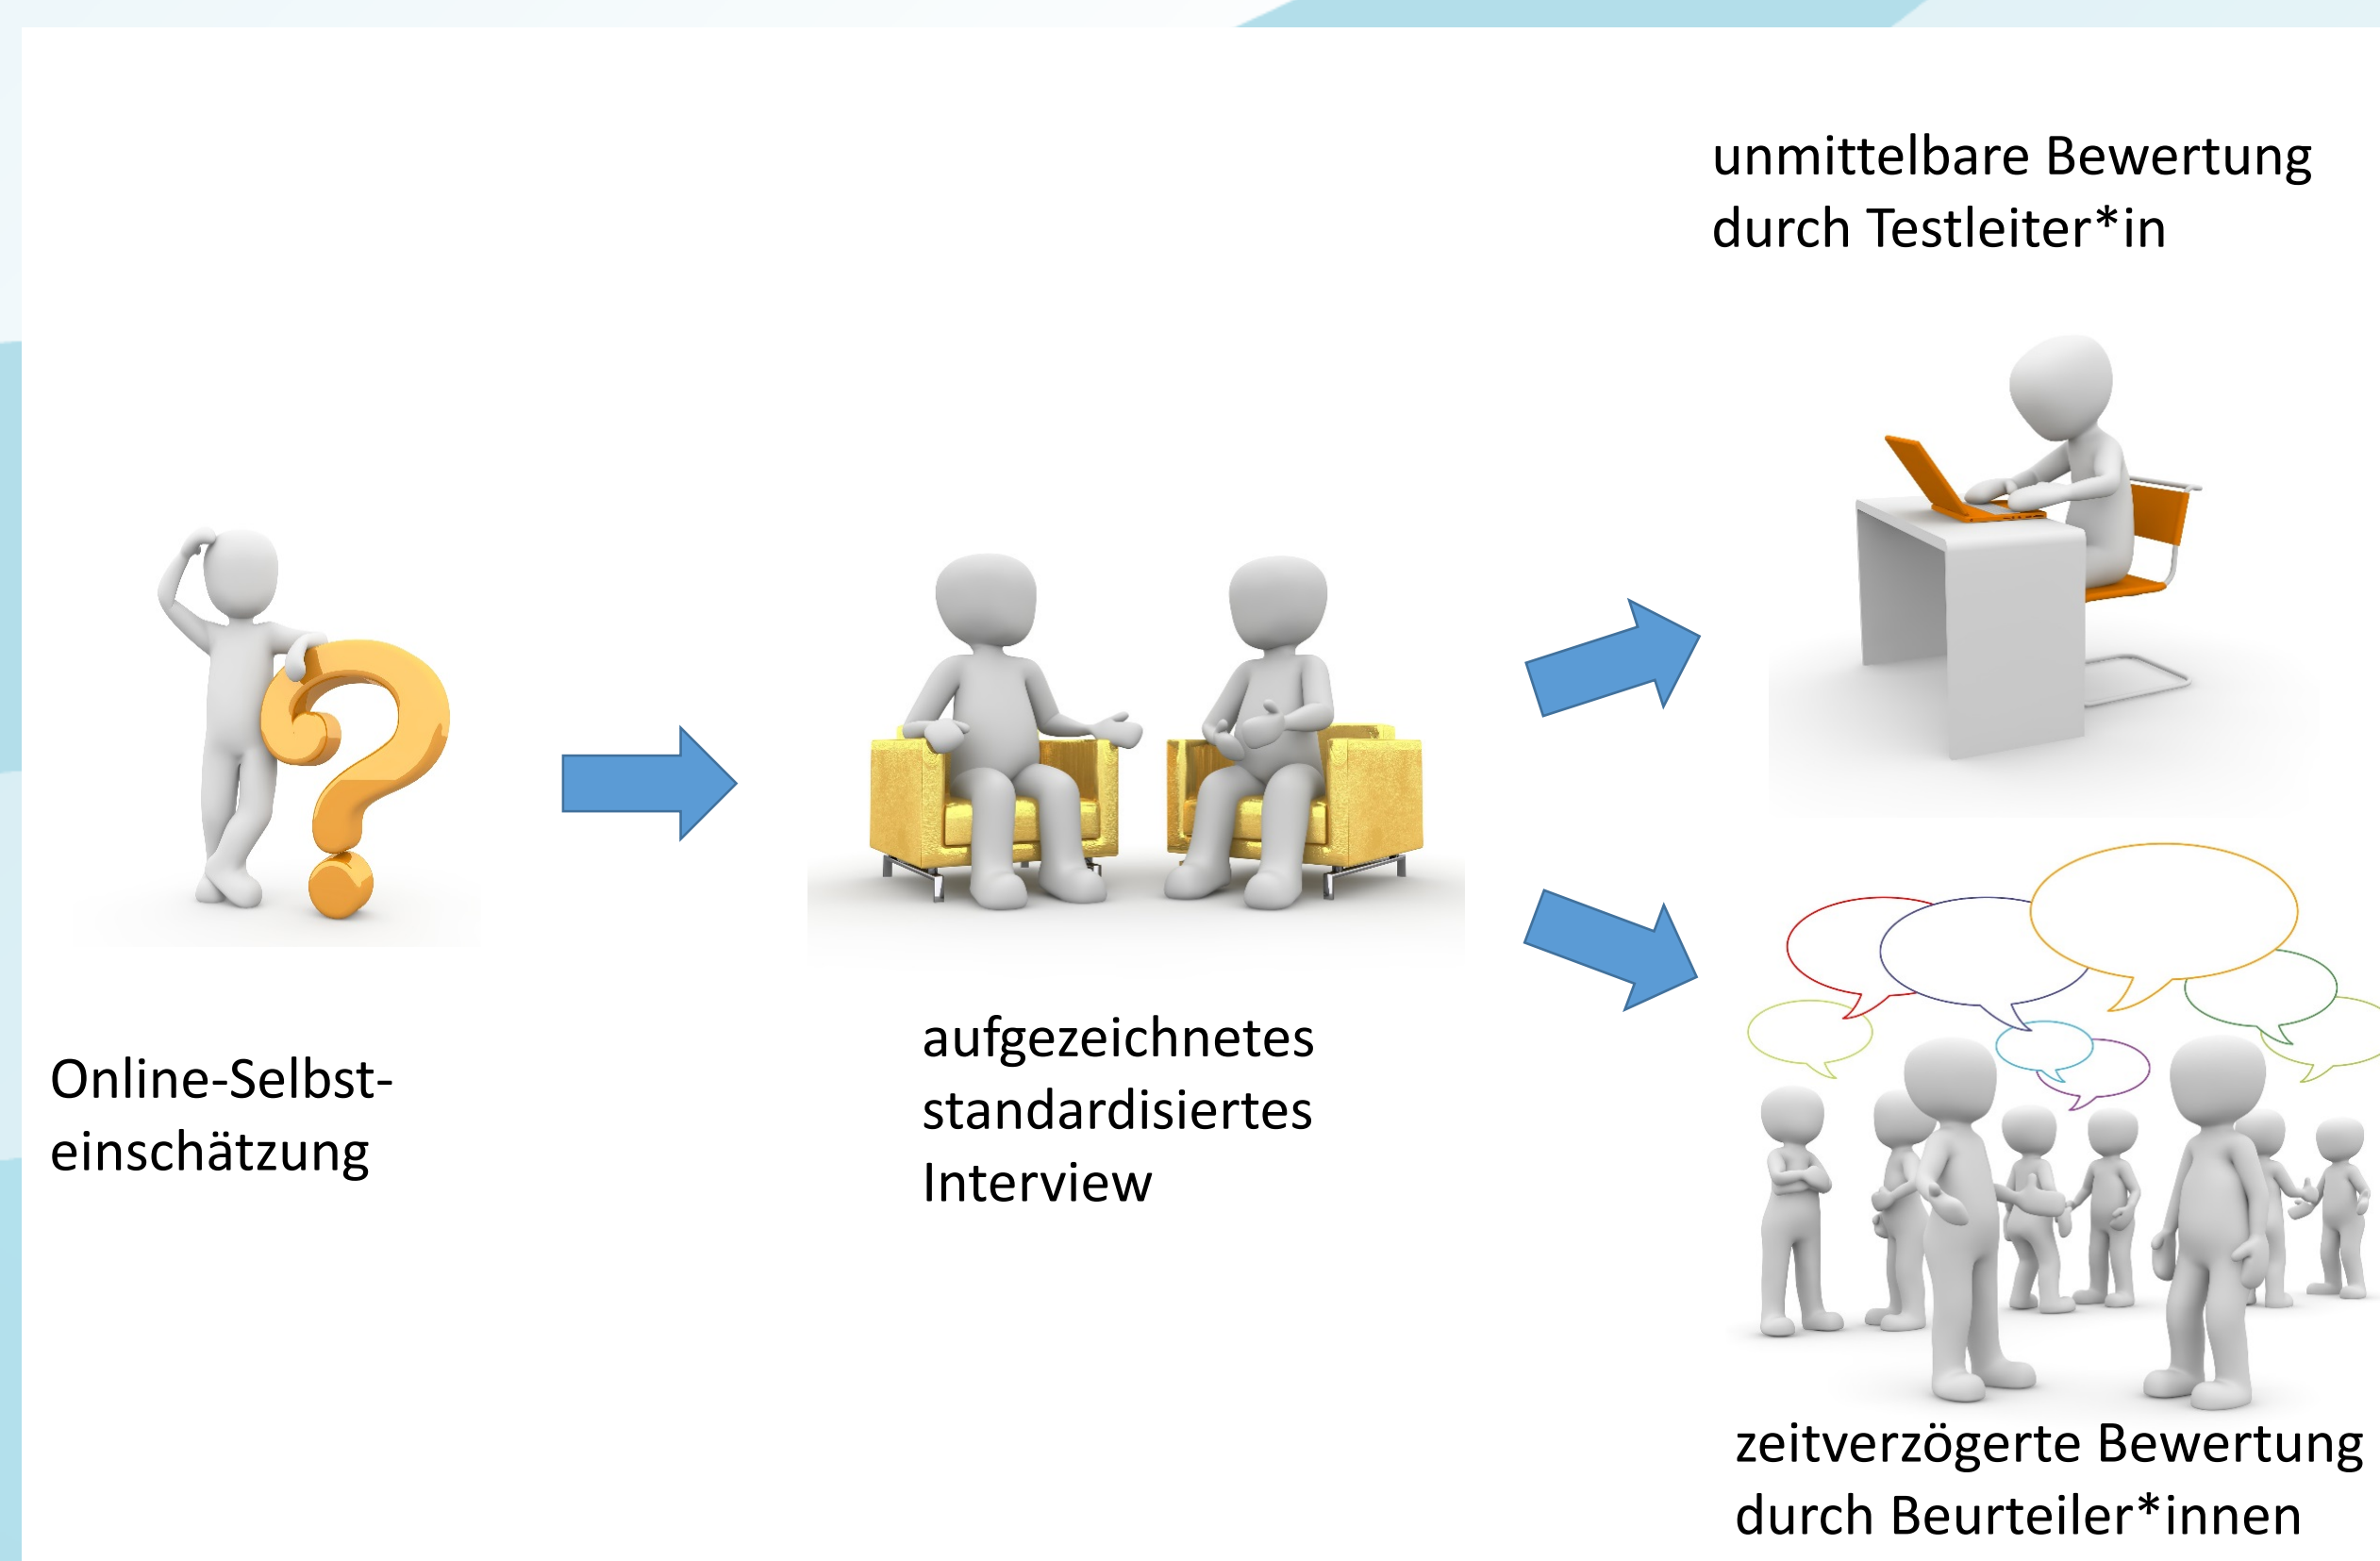 Online-Selbst-
einschätzung
aufgezeichnetes
standardisiertes
Interview
unmittelbare Bewertung
durch Testleiter*in
zeitverzögerte Bewertung
durch Beurteiler*innen